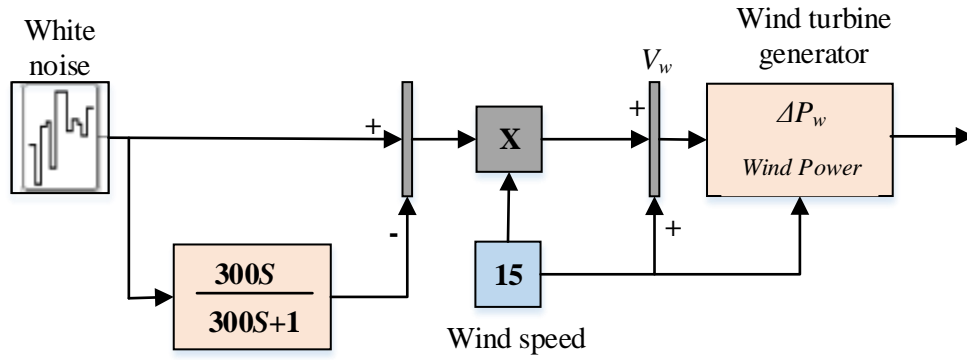 White
noise
+
-
300S
300S+1
X
15
Wind speed
V_w
+
+
Wind turbine
generator
ΔP_w
Wind Power